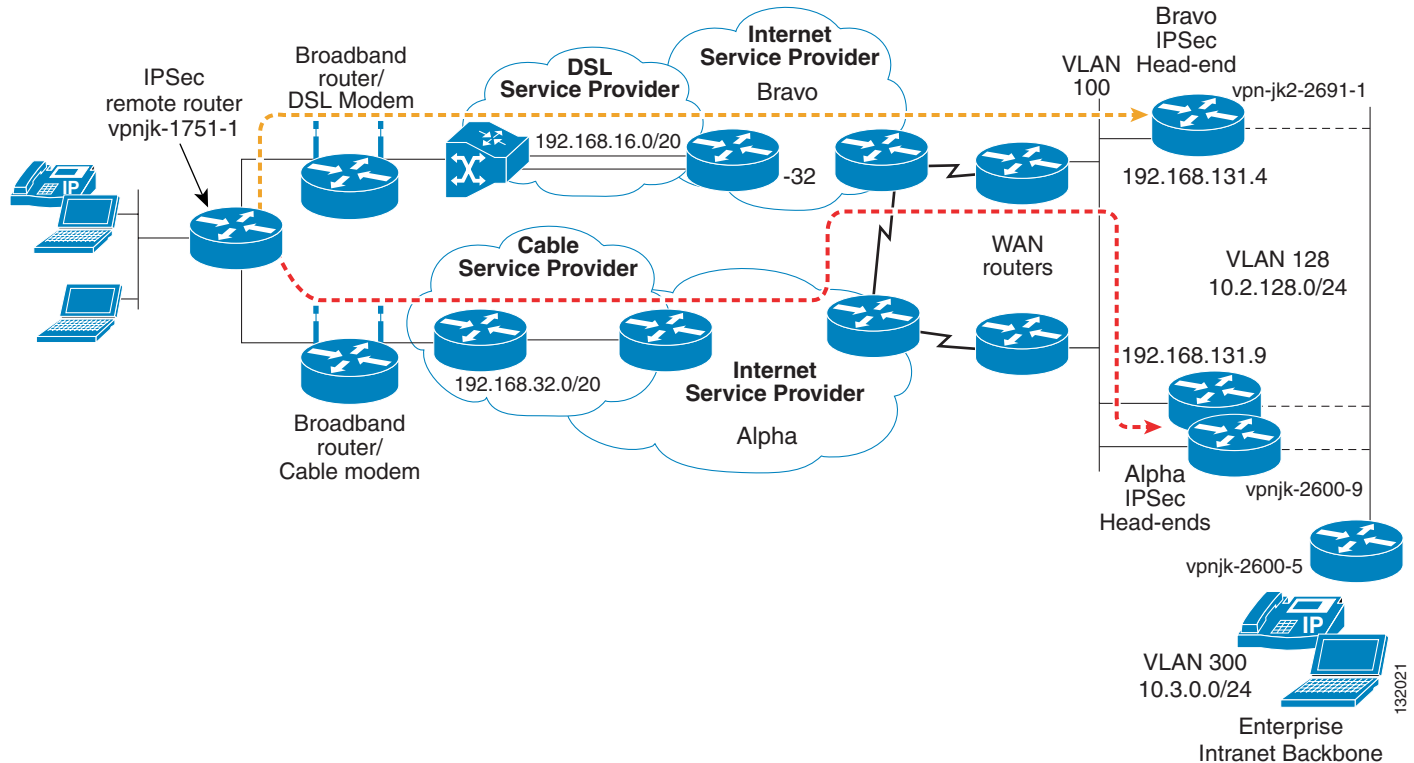 IPSec
remote router
vpnjk-1751-1
Broadband
router/
DSL Modem
DSL
Service Provider
Internet
Service Provider
Bravo
192.168.16.0/20
-32
VLAN
100
Bravo
IPSec
Head-end
vpn-jk2-2691-1
192.168.131.4
IP
Cable
Service Provider
WAN
routers
VLAN 128
10.2.128.0/24
192.168.32.0/20
Internet
Service Provider
Alpha
192.168.131.9
Broadband
router/
Cable modem
Alpha
IPSec
Head-ends
vpnjk-2600-9
vpnjk-2600-5
IP
VLAN 300
10.3.0.0/24
Enterprise
Intranet Backbone
132021